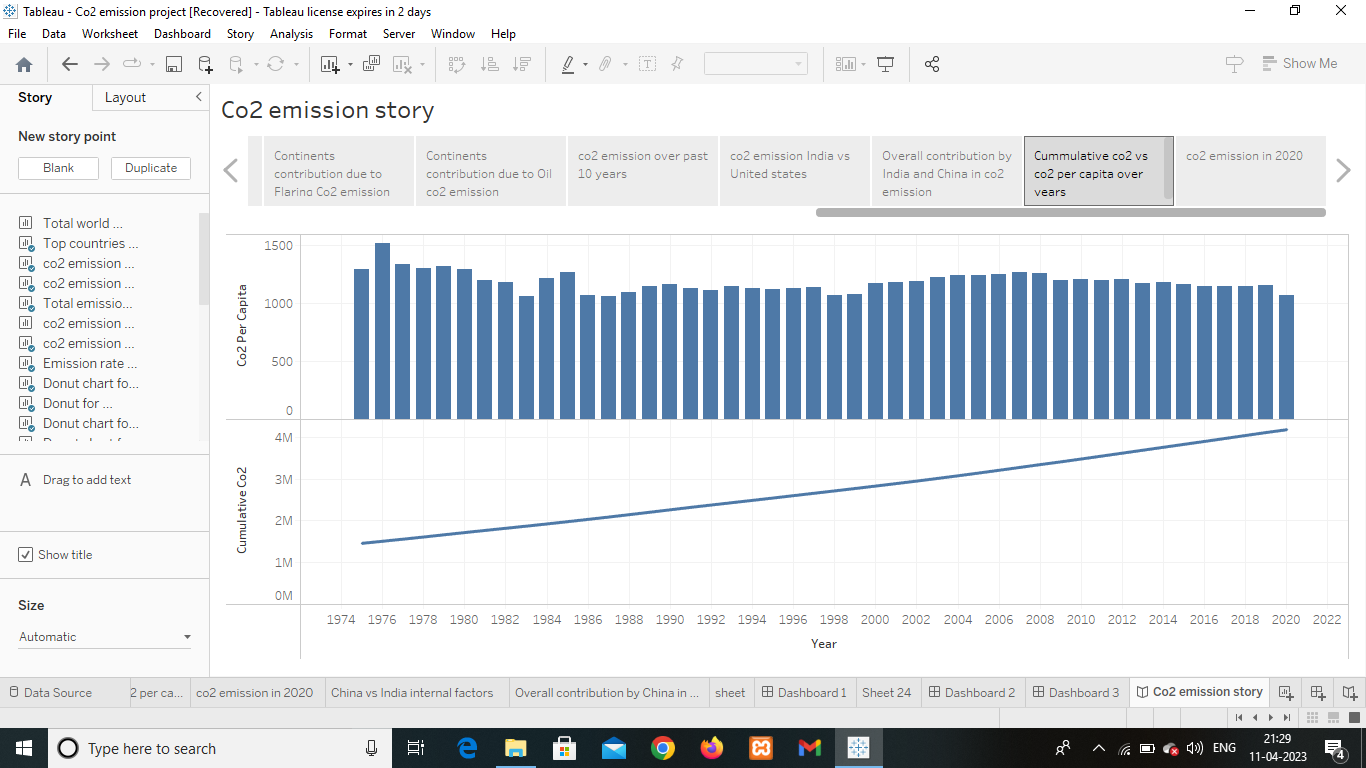 Tableau - Co2 emission project [Recovered] - Tableau license expires in 2 days
File Data Worksheet Dashboard Story Analysis Format Server Window Help
Show Me
Story Layout
New story point
Blank Duplicate
Total world ...
Top countries ...
co2 emission ...
co2 emission ...
Total emissio...
co2 emission ...
co2 emission ...
Emission rate ...
Donut chart fo...
Donut for ...
Donut chart fo...
A Drag to add text
Show title
Size
Automatic
Co2 emission story
Continents
contribution due to
Flaring Co2 emission
Continents
contribution due to Oil
co2 emission
co2 emission over past
10 years
co2 emission India vs
United states
Overall contribution by
India and China in co2
emission
Cummulative co2 vs
co2 per capita over
years
co2 emission in 2020
Co2 Per Capita
1500
1000
500
0
Cumulative Co2
4M
3M
2M
1M
0M
1974 1976 1978 1980 1982 1984 1986 1988 1990 1992 1994 1996 1998 2000 2002 2004 2006 2008 2010 2012 2014 2016 2018 2020 2022
Year
Data Source 2 per ca... co2 emission in 2020 China vs India internal factors Overall contribution by China in ... sheet Dashboard 1 Sheet 24 Dashboard 2 Dashboard 3 Co2 emission story
Type here to search
ENG
21:29
11-04-2023
4